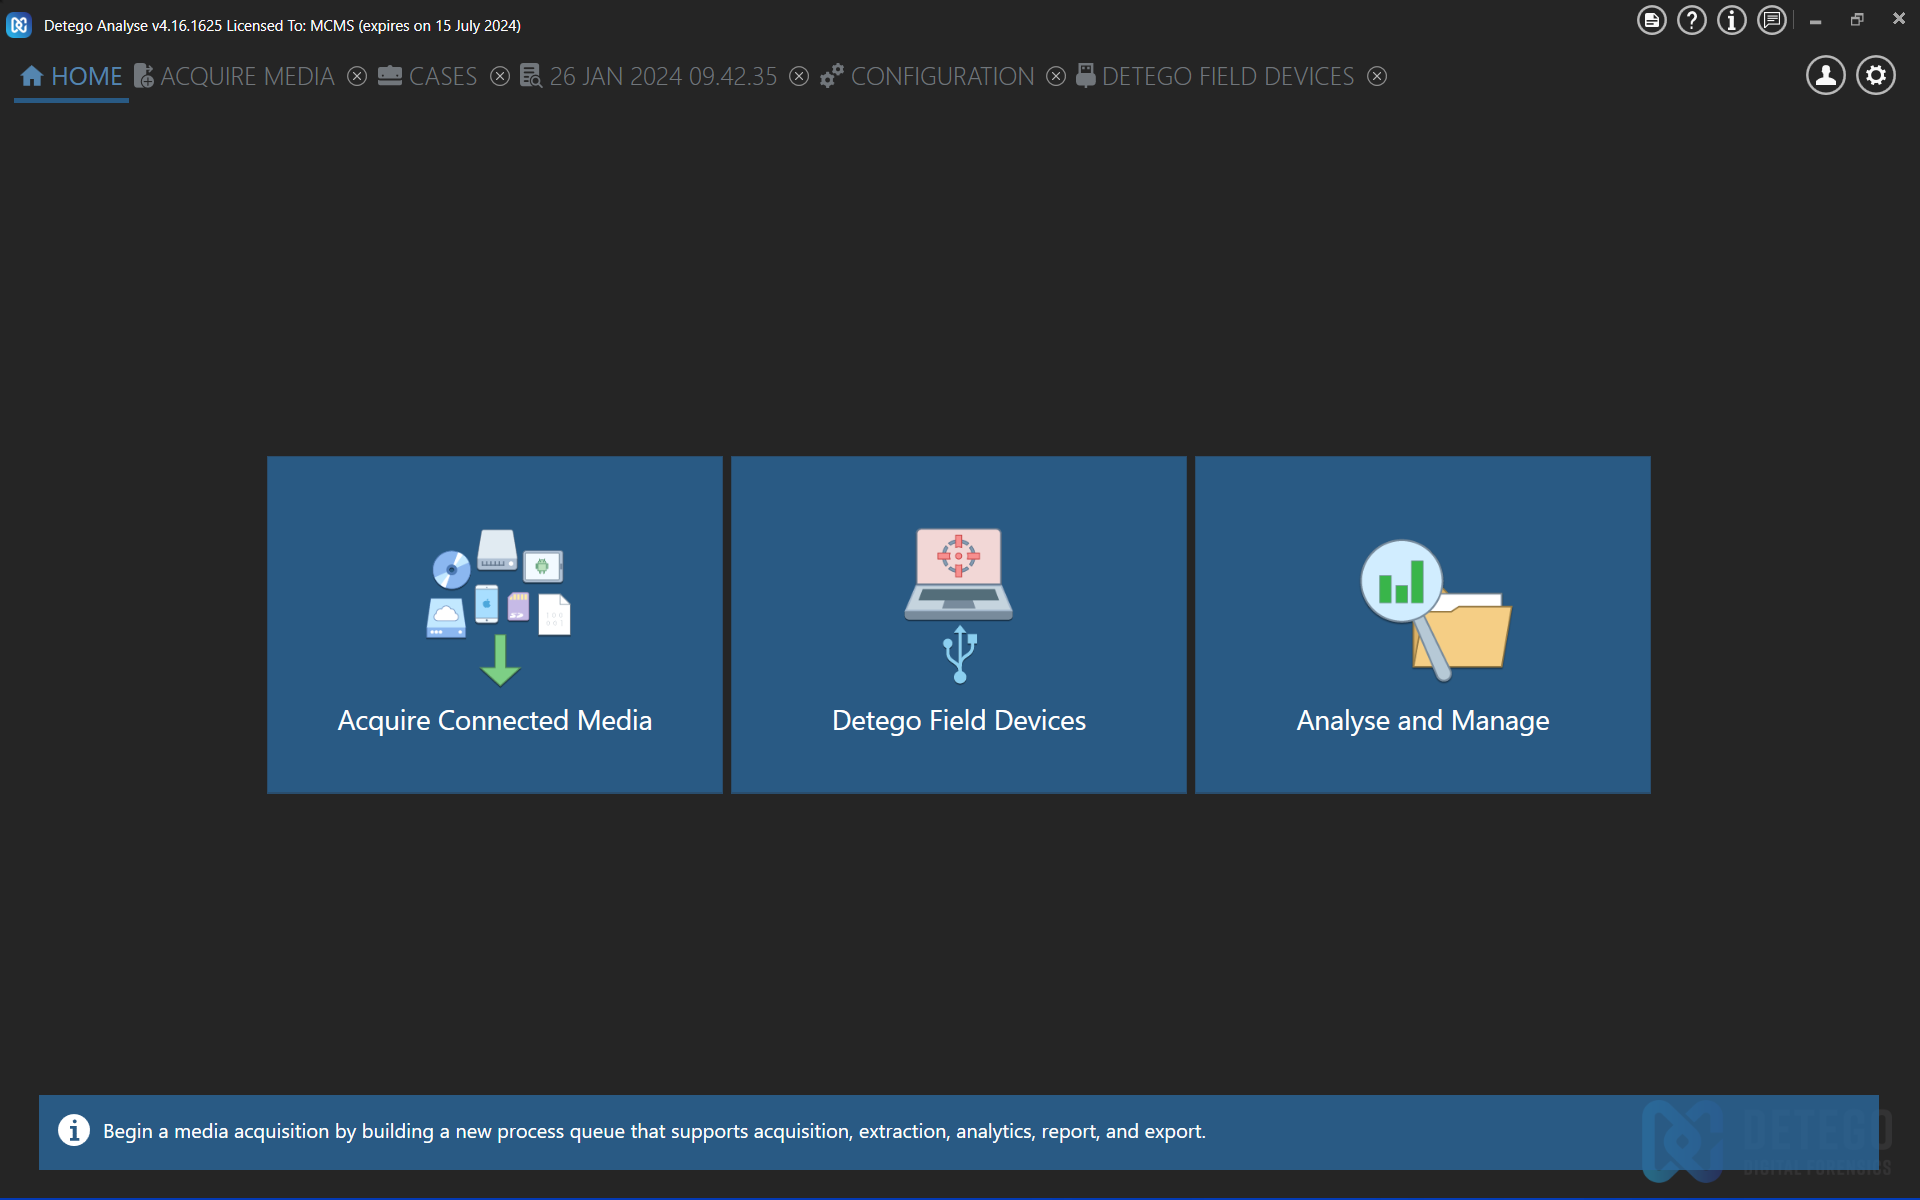 Detego Analyse v4.16.1625 Licensed To: MCMS (expires on 15 July 2024)
HOME ACQUIRE MEDIA CASES 26 JAN 2024 09.42.35 CONFIGURATION DETEGO FIELD DEVICES
Acquire Connected Media
Detego Field Devices
Analyse and Manage
Begin a media acquisition by building a new process queue that supports acquisition, extraction, analytics, report, and export.
DETEGO
DIGITAL FORENSICS